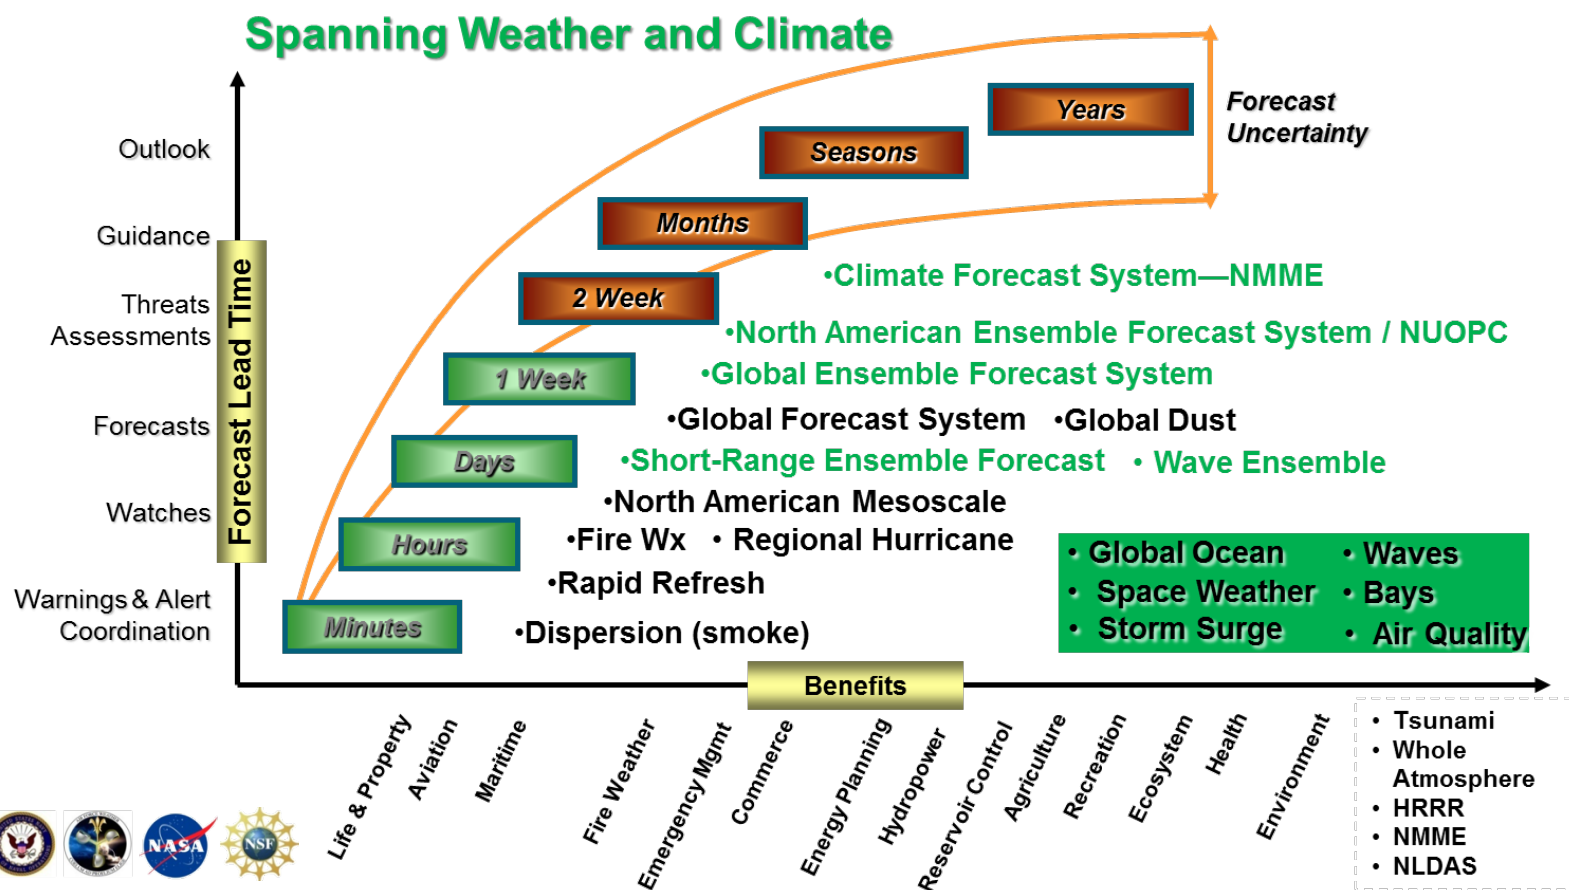 Spanning Weather and Climate
Forecast Lead Time
Outlook
Guidance
Threats
Assessments
Forecasts
Watches
Warnings & Alert
Coordination
Years
Seasons
Months
2 Week
1 Week
Days
Hours
Minutes
Forecast
Uncertainty
•Climate Forecast System—NMME
•North American Ensemble Forecast System / NUOPC
•Global Ensemble Forecast System
•Global Forecast System •Global Dust
•Short-Range Ensemble Forecast • Wave Ensemble
•North American Mesoscale
•Fire Wx • Regional Hurricane
•Rapid Refresh
•Dispersion (smoke)
• Global Ocean • Waves
• Space Weather • Bays
• Storm Surge • Air Quality
Benefits
Life & Property
Aviation
Maritime
Fire Weather
Emergency Mgmt
Commerce
Energy Planning
Hydropower
Reservoir Control
Agriculture
Recreation
Ecosystem
Health
Environment
• Tsunami
• Whole
Atmosphere
• HRRR
• NMME
• NLDAS
NASA
NSF